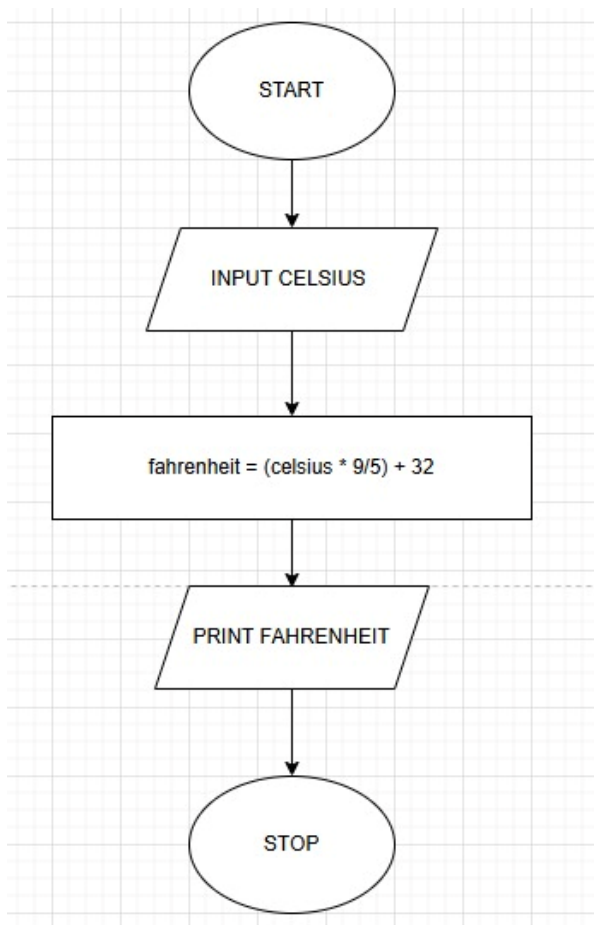 START
INPUT CELSIUS
fahrenheit = (celsius * 9/5) + 32
PRINT FAHRENHEIT
STOP